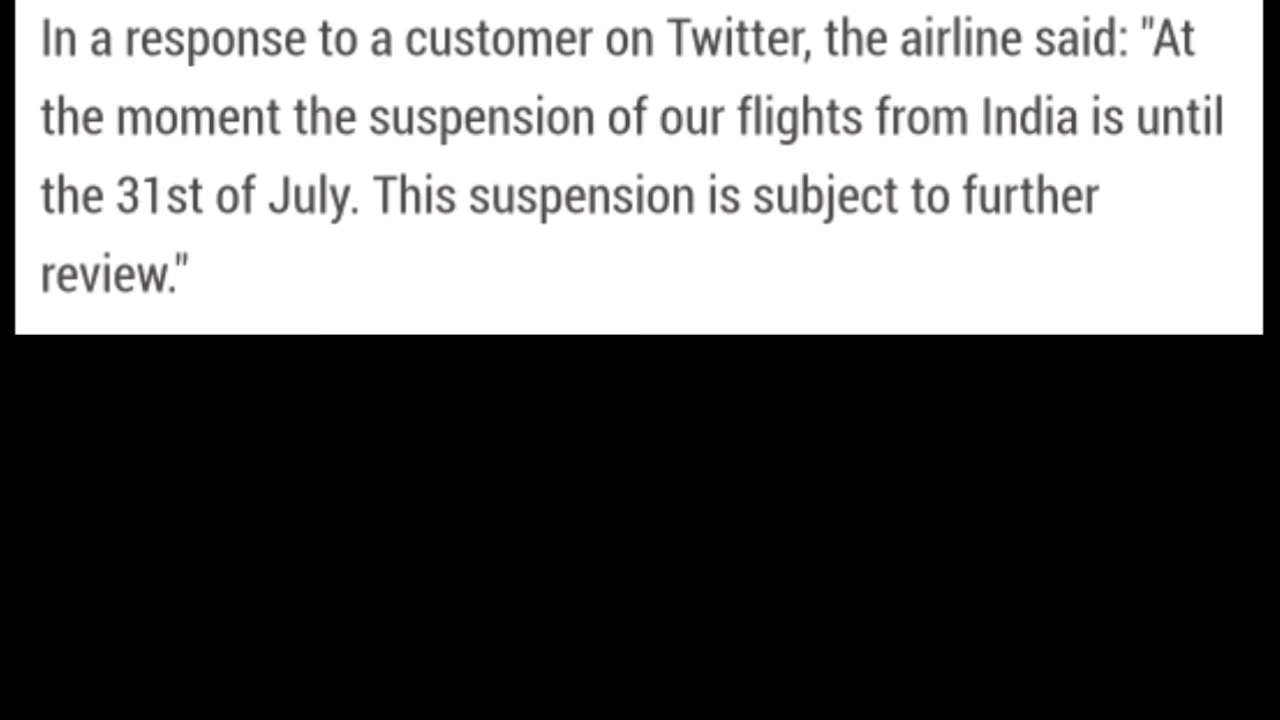 In a response to a customer on Twitter, the airline said: "At
the moment the suspension of our flights from India is until
the 31st of July. This suspension is subject to further
review."